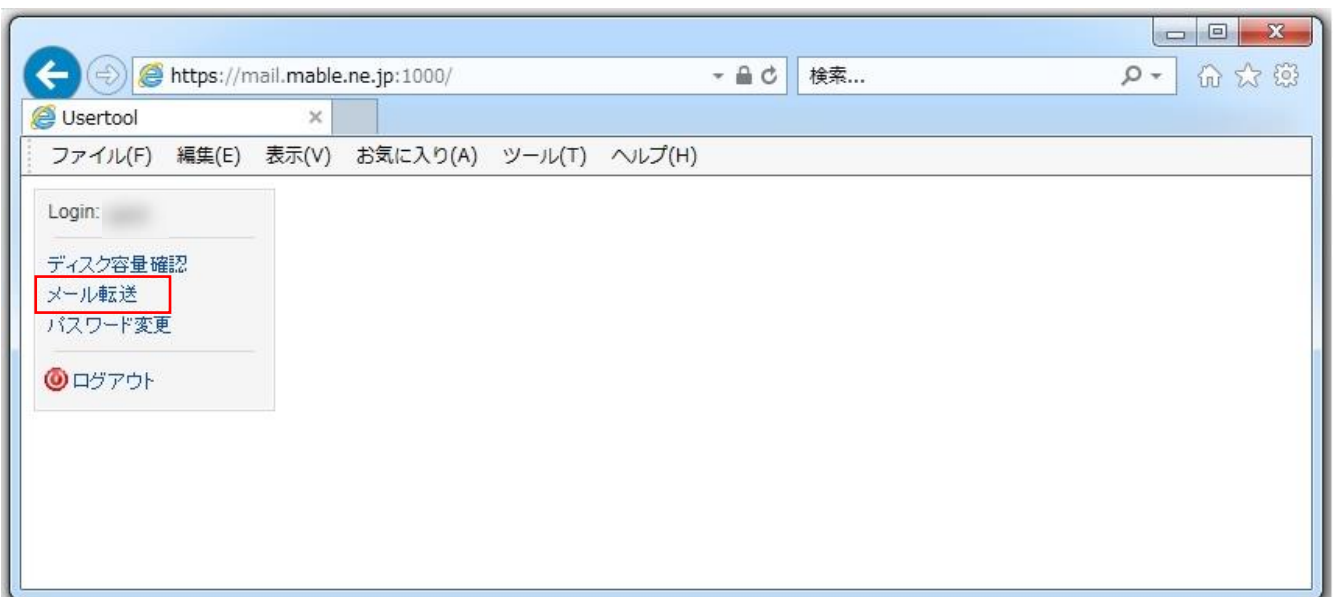 https://mail.mable.ne.jp:1000/
検索...
Usertool
ファイル(F) 編集(E) 表示(V) お気に入り(A) ツール(T) ヘルプ(H)
Login:
ディスク容量確認
メール転送
パスワード変更
ログアウト